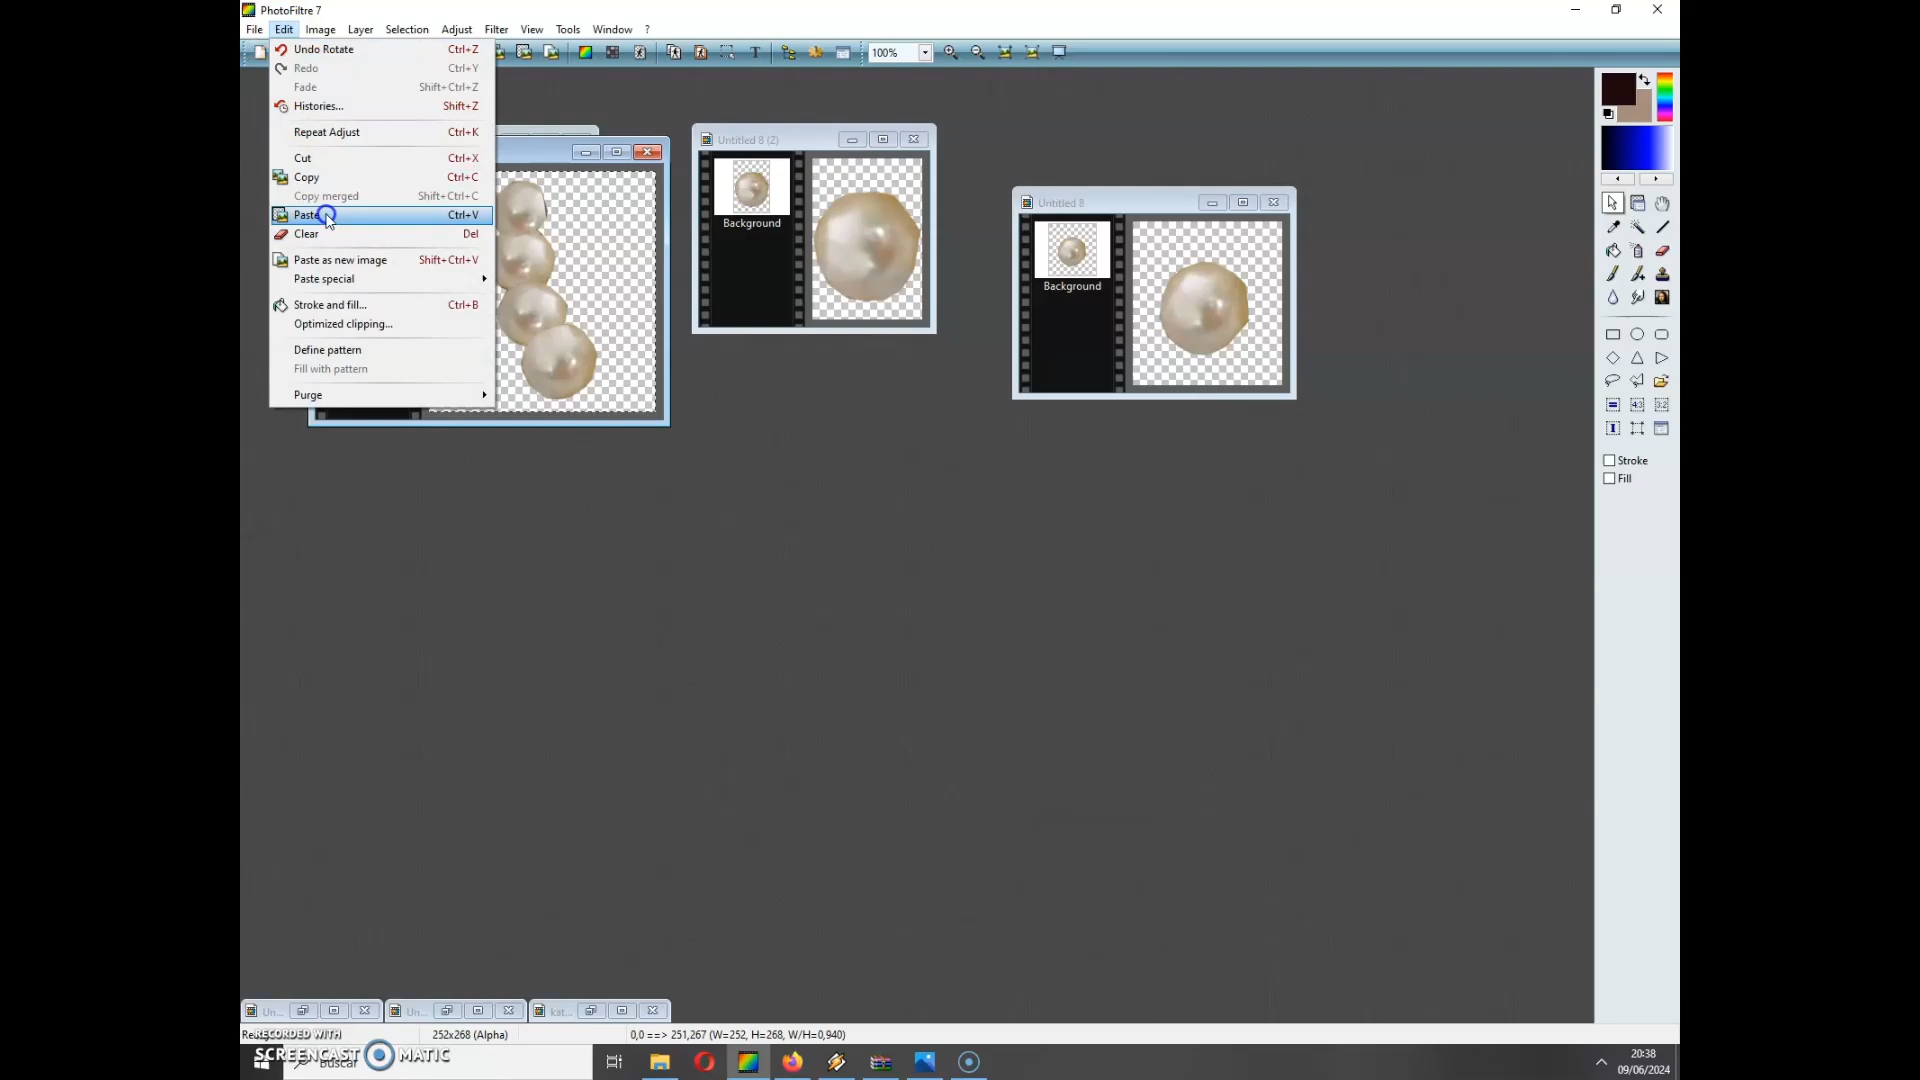 PhotoFiltre 7
File Edit Image Layer Selection Adjust Filter View Tools Window ?
100%
Undo Rotate Ctrl+Z
Redo Ctrl+Y
Fade Shift+Ctrl+Z
Histories... Shift+Z
Repeat Adjust Ctrl+K
Cut Ctrl+X
Copy Ctrl+C
Copy merged Shift+Ctrl+C
Paste Ctrl+V
Clear Del
Paste as new image Shift+Ctrl+V
Paste special
Stroke and fill... Ctrl+B
Optimized clipping...
Define pattern
Fill with pattern
Purge
Untitled 8 (2)
Background
Untitled 8
Background
Stroke
Fill
Un... Un... kat...
252x268 (Alpha) 0,0 ==> 251,267 (W=252, H=268, W/H=0,940)
RECORDED WITH
SCREENCAST MATIC
Buscar
20:38
09/06/2024